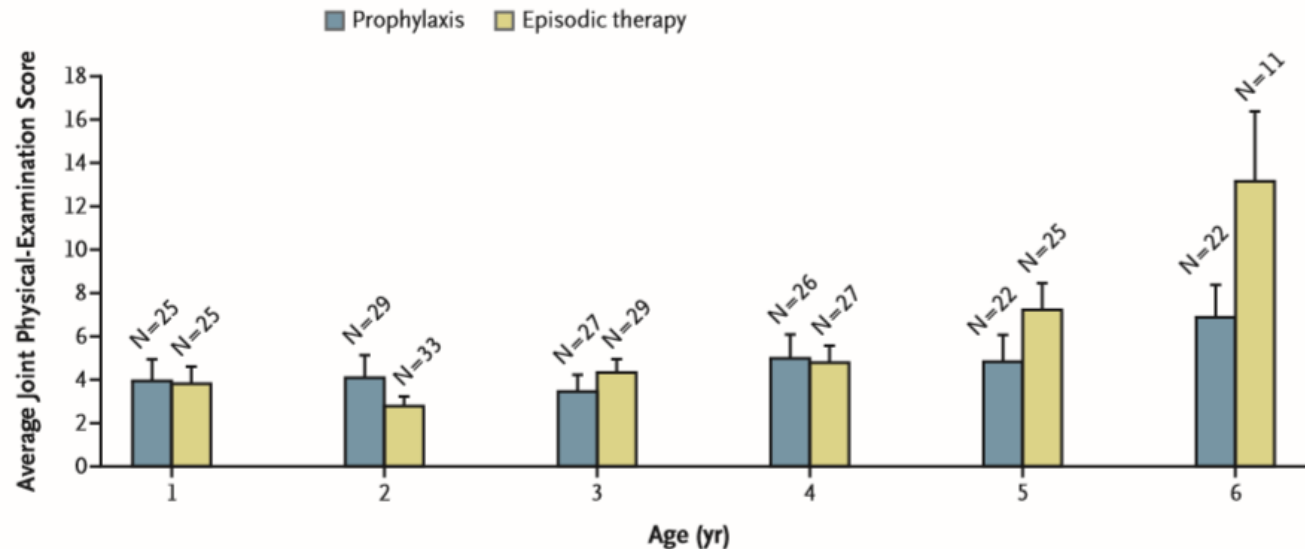 Prophylaxis Episodic therapy
Average Joint Physical-Examination Score
18
16
14
12
10
8
6
4
2
0
N=25
N=25
N=29
N=33
N=27
N=29
N=26
N=27
N=22
N=25
N=22
N=11
1 2 3 4 5 6
Age (yr)